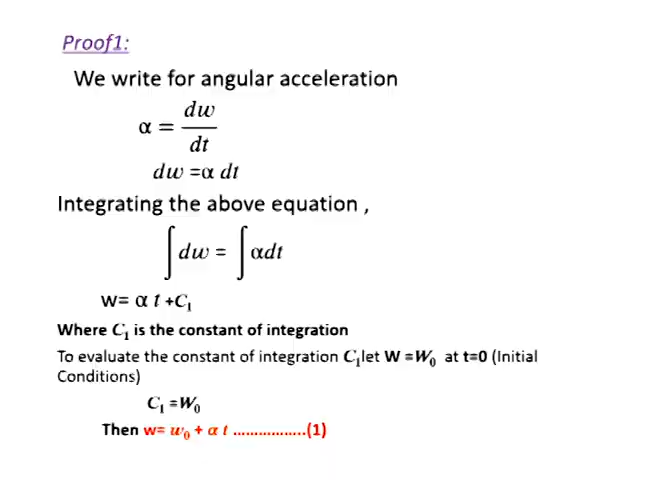 Proof1:
We write for angular acceleration
α = dw/dt
dw =α dt
Integrating the above equation ,
∫ dw = ∫ αdt
w= α t +C₁
Where C₁ is the constant of integration
To evaluate the constant of integration C₁let W =W₀ at t=0 (Initial
Conditions)
C₁ =W₀
Then w= w₀ + α t .................(1)